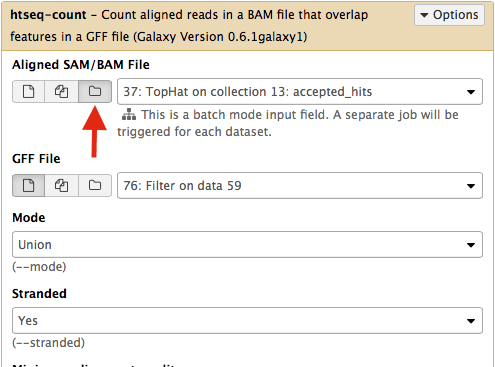 htseq-count – Count aligned reads in a BAM file that overlap
features in a GFF file (Galaxy Version 0.6.1galaxy1)
Options
Aligned SAM/BAM File
37: TopHat on collection 13: accepted_hits
This is a batch mode input field. A separate job will be
triggered for each dataset.
GFF File
76: Filter on data 59
Mode
Union
(--mode)
Stranded
Yes
(--stranded)